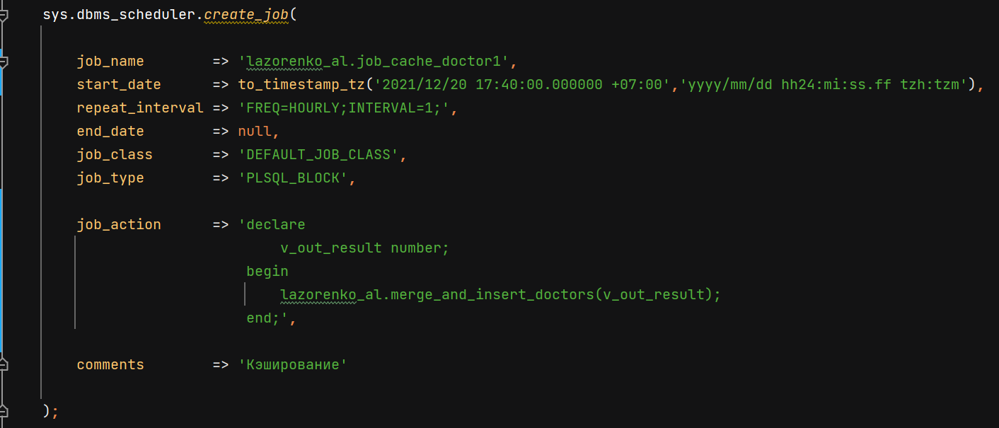 sys.dbms_scheduler.create_job(
job_name => 'lazorenko_al.job_cache_doctor1',
start_date => to_timestamp_tz('2021/12/20 17:40:00.000000 +07:00','yyyy/mm/dd hh24:mi:ss.ff tzh:tzm'),
repeat_interval => 'FREQ=HOURLY;INTERVAL=1;',
end_date => null,
job_class => 'DEFAULT_JOB_CLASS',
job_type => 'PLSQL_BLOCK',
job_action => 'declare
v_out_result number;
begin
lazorenko_al.merge_and_insert_doctors(v_out_result);
end;',
comments => 'Кэширование'
);